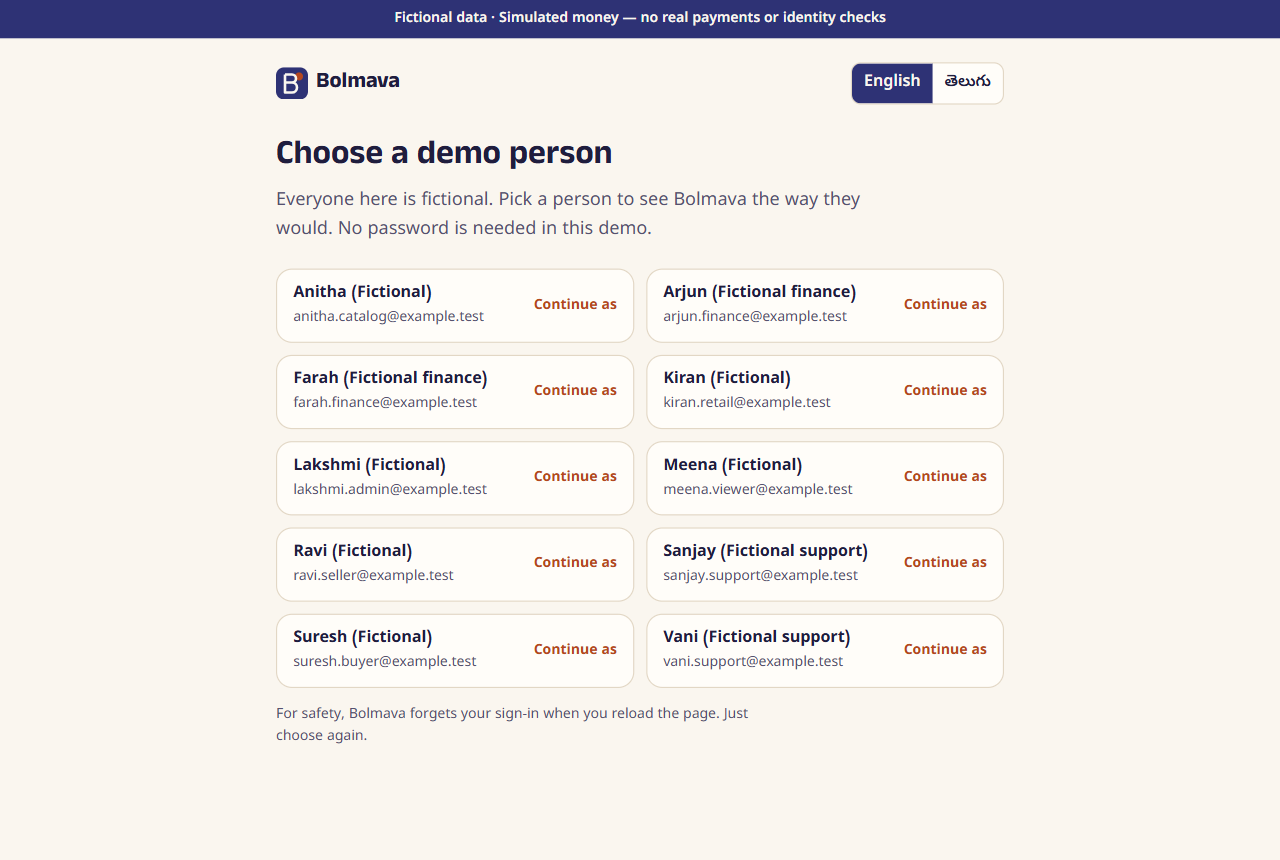 Fictional data · Simulated money — no real payments or identity checks
Bolmava
English
తెలుగు
Choose a demo person
Everyone here is fictional. Pick a person to see Bolmava the way they
would. No password is needed in this demo.
Anitha (Fictional)
anitha.catalog@example.test
Continue as
Arjun (Fictional finance)
arjun.finance@example.test
Continue as
Farah (Fictional finance)
farah.finance@example.test
Continue as
Kiran (Fictional)
kiran.retail@example.test
Continue as
Lakshmi (Fictional)
lakshmi.admin@example.test
Continue as
Meena (Fictional)
meena.viewer@example.test
Continue as
Ravi (Fictional)
ravi.seller@example.test
Continue as
Sanjay (Fictional support)
sanjay.support@example.test
Continue as
Suresh (Fictional)
suresh.buyer@example.test
Continue as
Vani (Fictional support)
vani.support@example.test
Continue as
For safety, Bolmava forgets your sign-in when you reload the page. Just
choose again.